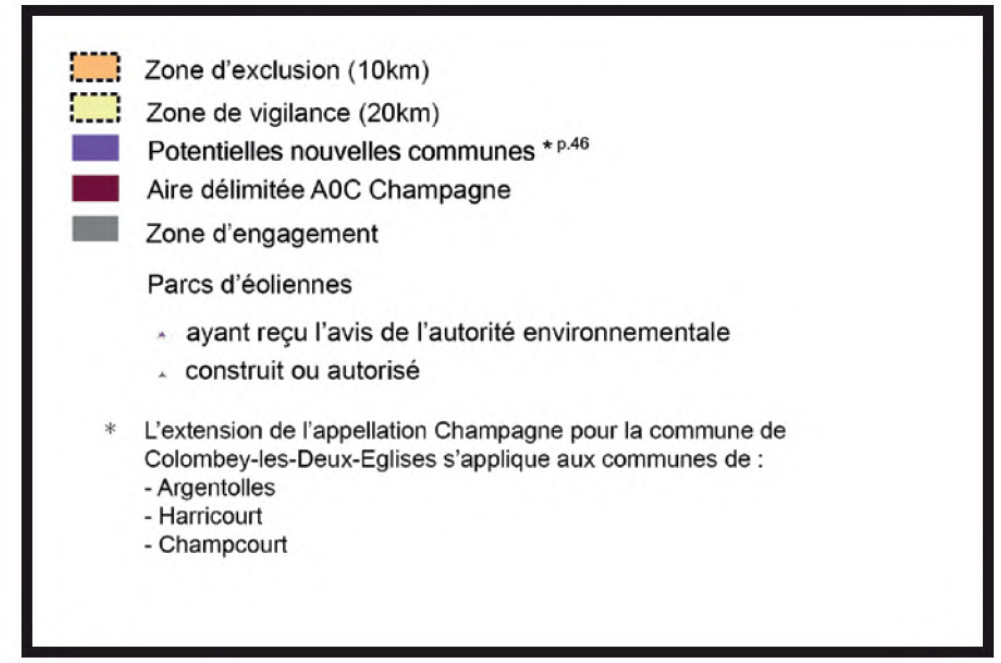 Zone d'exclusion (10km)
Zone de vigilance (20km)
Potentielles nouvelles communes * p.46
Aire délimitée A0C Champagne
Zone d'engagement
Parcs d'éoliennes
ayant reçu l'avis de l'autorité environnementale
construit ou autorisé
* L'extension de l'appellation Champagne pour la commune de
Colombey-les-Deux-Eglises s'applique aux communes de :
- Argentolles
- Harricourt
- Champcourt